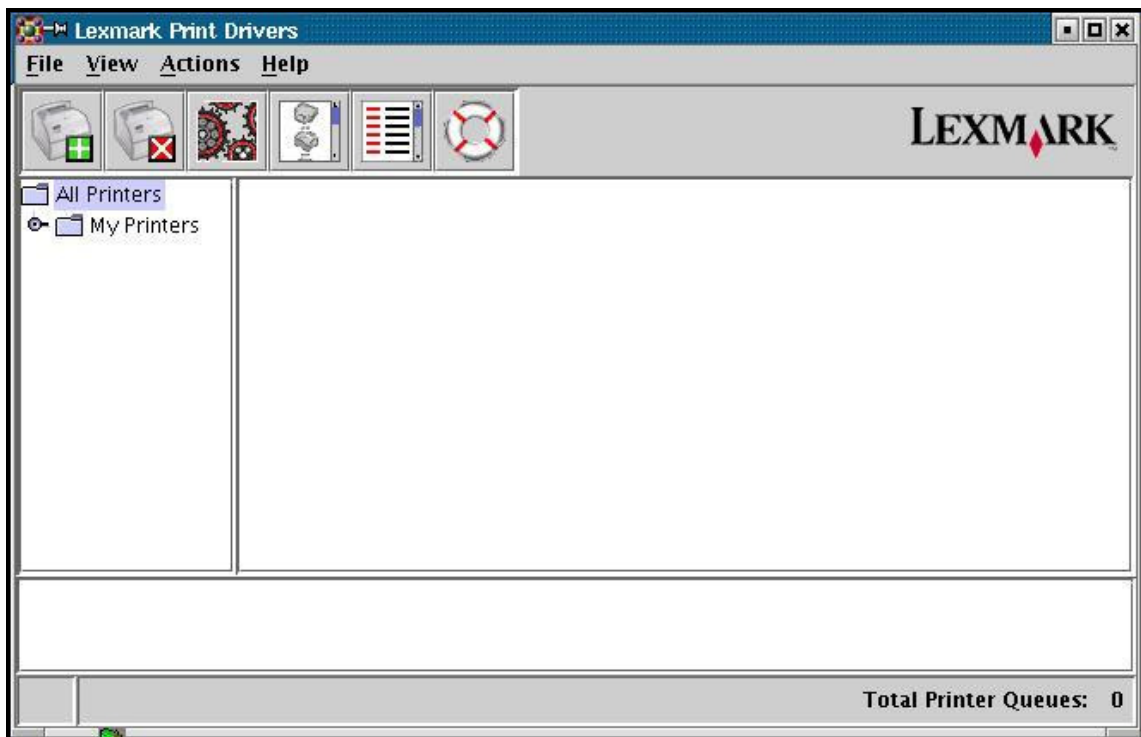 Lexmark Print Drivers
File View Actions Help
LEXMARK
All Printers
My Printers
Total Printer Queues: 0